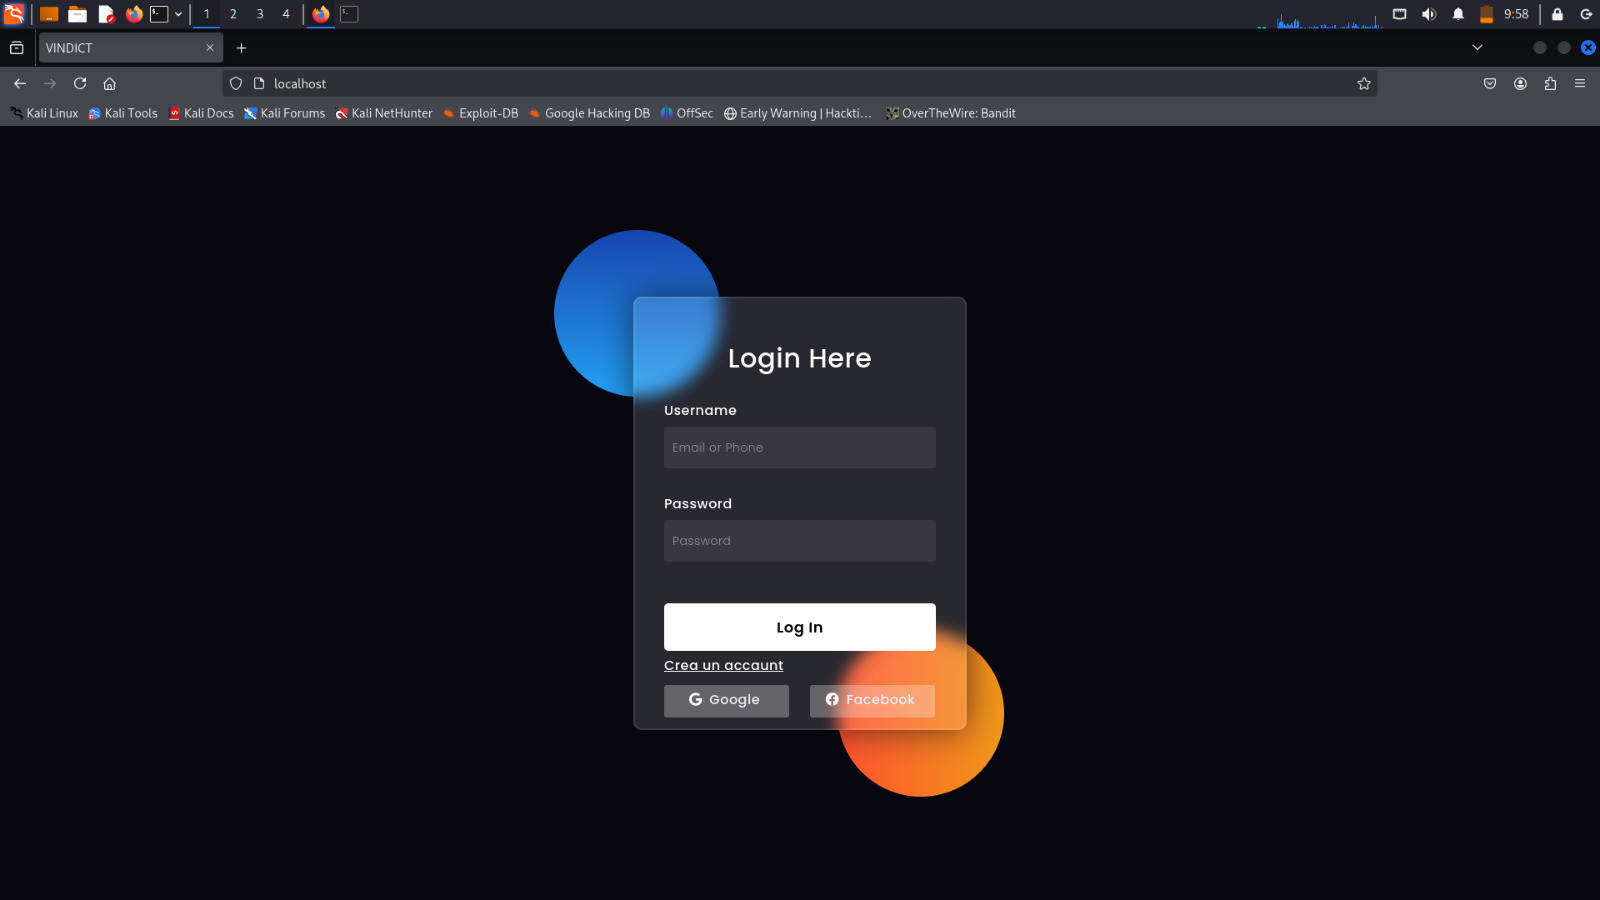 1 2 3 4
9:58
VINDICT
localhost
Kali Linux Kali Tools Kali Docs Kali Forums Kali NetHunter Exploit-DB Google Hacking DB OffSec Early Warning | Hackti... OverTheWire: Bandit
Login Here
Username
Email or Phone
Password
Password
Log In
Crea un accaunt
Google Facebook